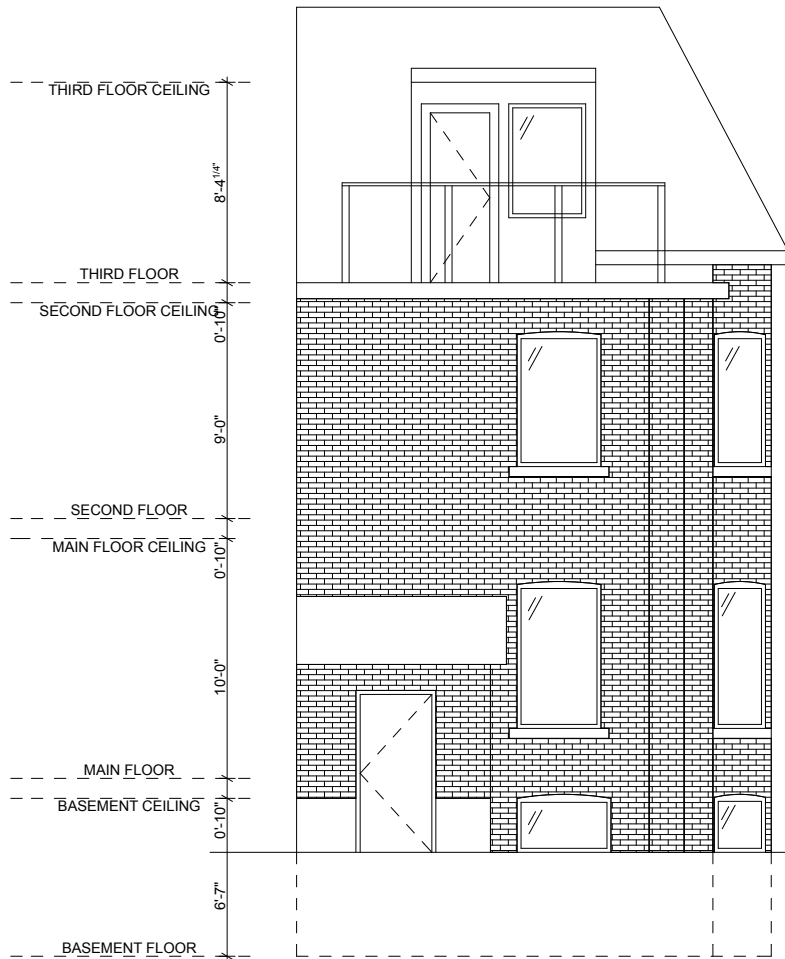 THIRD FLOOR CEILING
8'-4 1/4"
THIRD FLOOR
SECOND FLOOR CEILING
0'-10"
9'-0"
SECOND FLOOR
MAIN FLOOR CEILING
0'-10"
10'-0"
MAIN FLOOR
BASEMENT CEILING
0'-10"
6'-7"
BASEMENT FLOOR